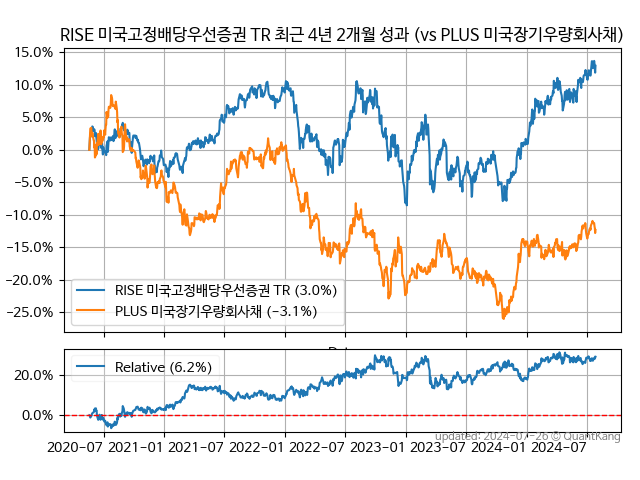 RISE 미국고정배당우선증권 TR 최근 4년 2개월 성과 (vs PLUS 미국장기우량회사채)
15.0%
10.0%
5.0%
0.0%
−5.0%
−10.0%
−15.0%
−20.0%
−25.0%
RISE 미국고정배당우선증권 TR (3.0%)
PLUS 미국장기우량회사채 (−3.1%)
20.0%
0.0%
Relative (6.2%)
2020-07 2021-01 2021-07 2022-01 2022-07 2023-01 2023-07 2024-01 2024-07
updated: 2024-07-26 © QuantKang